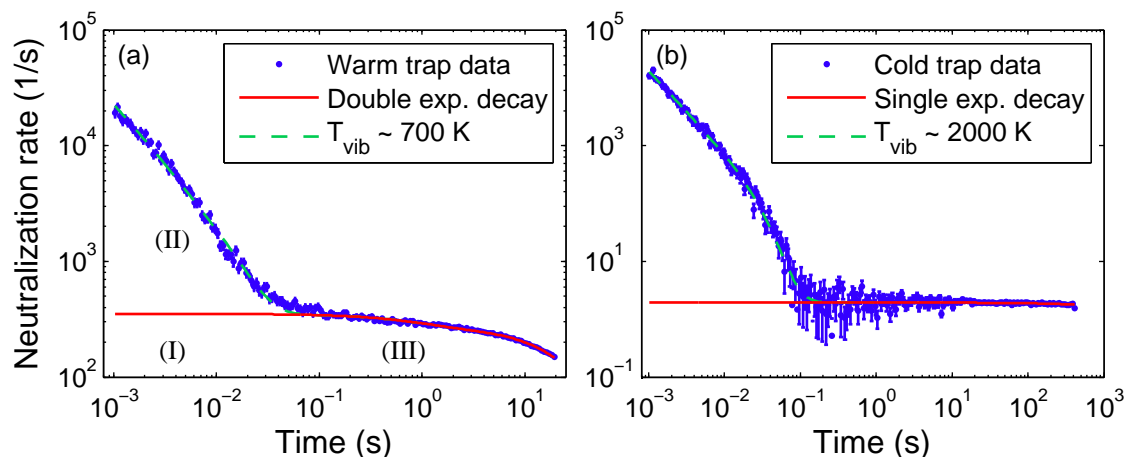 (a)
Warm trap data
Double exp. decay
T_vib ~ 700 K
(I)
(II)
(III)
Neutralization rate (1/s)
10^5
10^4
10^3
10^2
10^−3
10^−2
10^−1
10^0
10^1
Time (s)
(b)
Cold trap data
Single exp. decay
T_vib ~ 2000 K
10^5
10^3
10^1
10^−1
10^−3
10^−2
10^−1
10^0
10^1
10^2
10^3
Time (s)